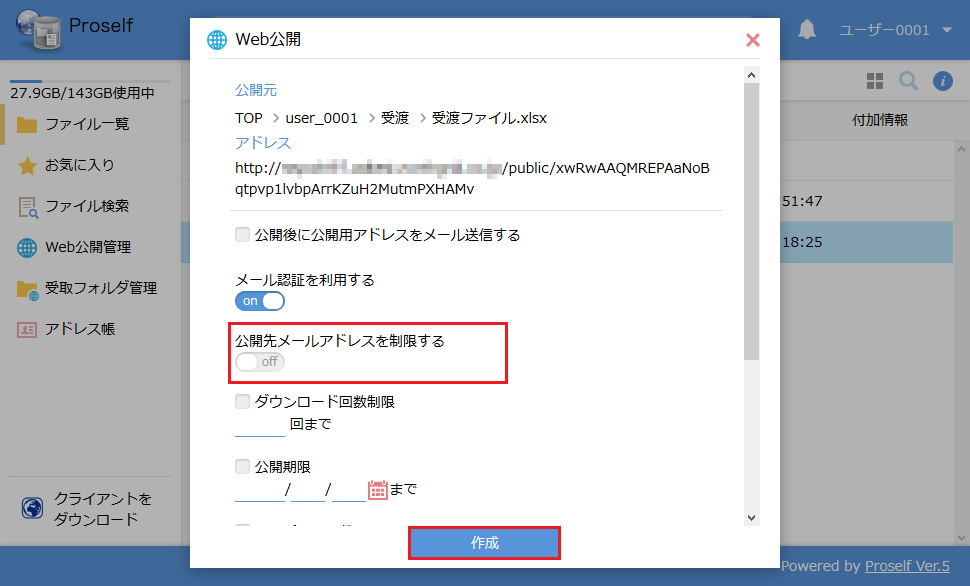 Proself
ユーザー0001
27.9GB/143GB使用中
ファイル一覧
お気に入り
ファイル検索
Web公開管理
受取フォルダ管理
アドレス帳
クライアントを
ダウンロード
Web公開
公開元
TOP > user_0001 > 受渡 > 受渡ファイル.xlsx
アドレス
http:// /public/xwRwAAQMREPAaNoB
qtpvp1lvbpArrKZuH2MutmPXHAMv
公開後に公開用アドレスをメール送信する
メール認証を利用する
on
公開先メールアドレスを制限する
off
ダウンロード回数制限
回まで
公開期限
/ / まで
作成
付加情報
51:47
18:25
Powered by Proself Ver.5